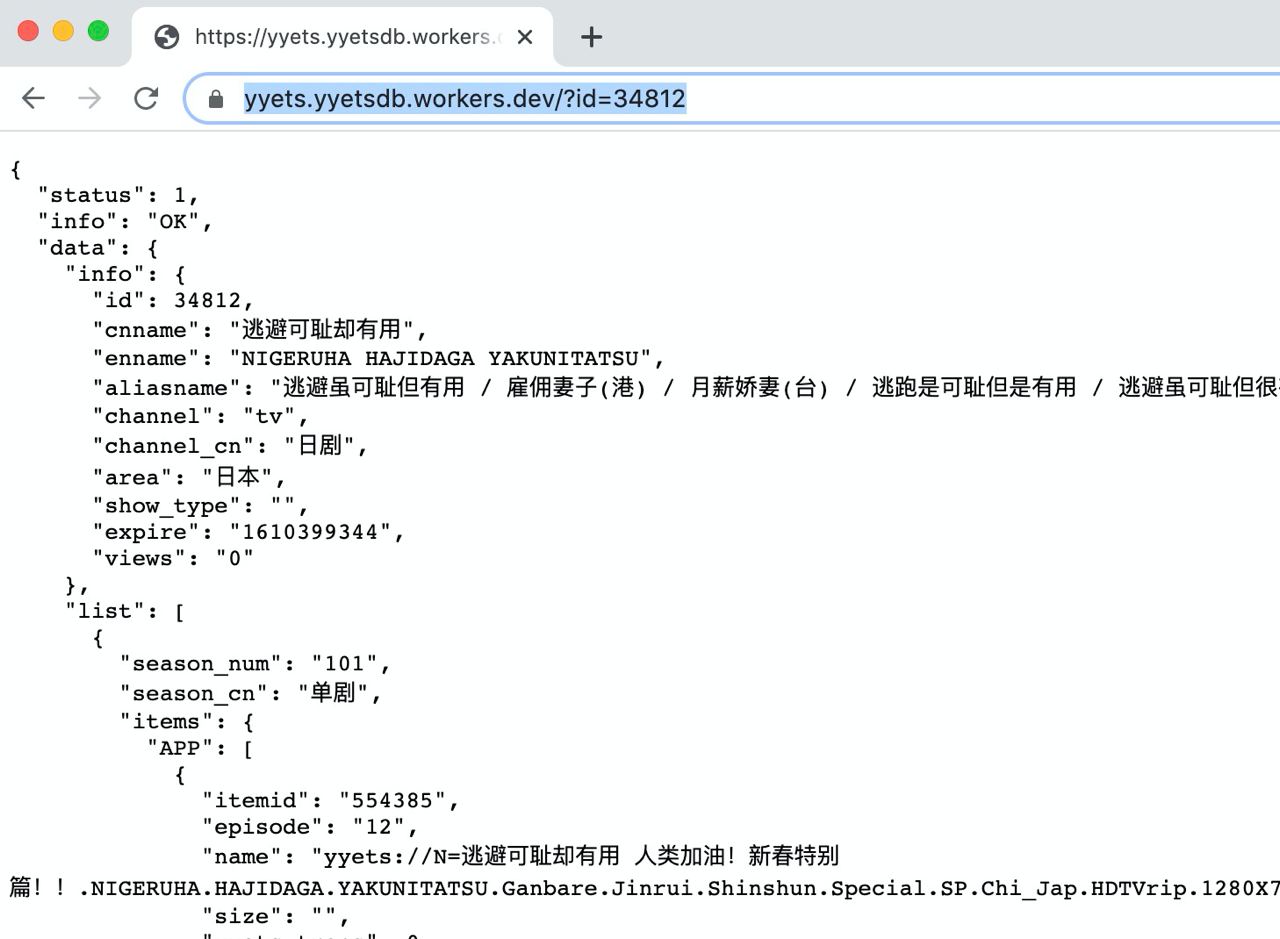 https://yyets.yyetsdb.workers.
yyets.yyetsdb.workers.dev/?id=34812
{
"status": 1,
"info": "OK",
"data": {
"info": {
"id": 34812,
"cnname": "逃避可耻却有用",
"enname": "NIGERUHA HAJIDAGA YAKUNITATSU",
"aliasname": "逃避虽可耻但有用 / 雇佣妻子(港) / 月薪娇妻(台) / 逃跑是可耻但是有用 / 逃避虽可耻但很
"channel": "tv",
"channel_cn": "日剧",
"area": "日本",
"show_type": "",
"expire": "1610399344",
"views": "0"
},
"list": [
{
"season_num": "101",
"season_cn": "单剧",
"items": {
"APP": [
{
"itemid": "554385",
"episode": "12",
"name": "yyets://N=逃避可耻却有用 人类加油！新春特别
篇！！.NIGERUHA.HAJIDAGA.YAKUNITATSU.Ganbare.Jinrui.Shinshun.Special.SP.Chi_Jap.HDTVrip.1280X7
"size": "",